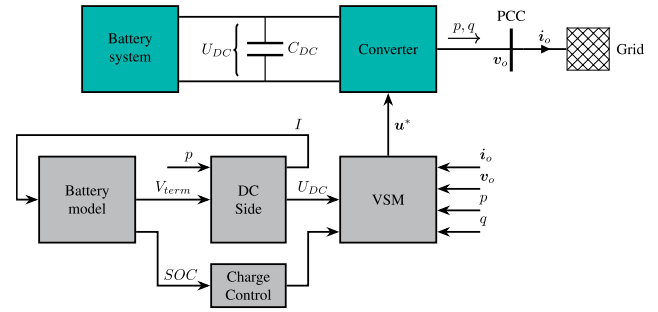 Battery
system
U_DC
C_DC
Converter
p, q
PCC
v_o
i_o
Grid
u*
I
Battery
model
V_term
p
DC
Side
U_DC
VSM
i_o
v_o
p
q
SOC
Charge
Control